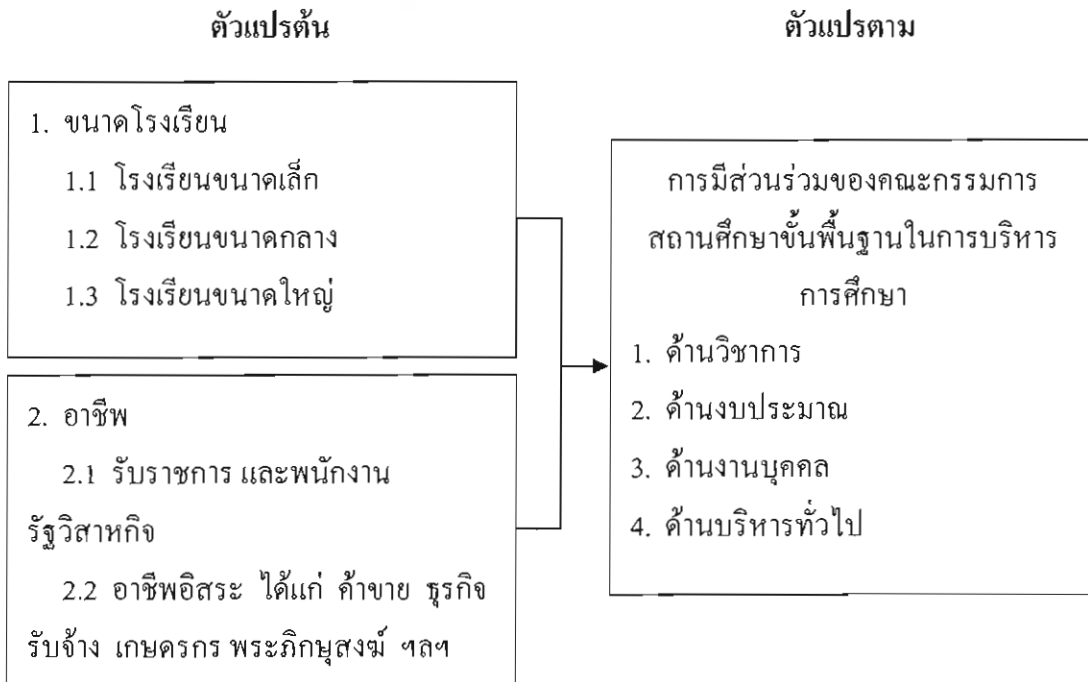 ตัวแปรต้น
ตัวแปรตาม
1. ขนาดโรงเรียน
1.1 โรงเรียนขนาดเล็ก
1.2 โรงเรียนขนาดกลาง
1.3 โรงเรียนขนาดใหญ่
2. อาชีพ
2.1 รับราชการ และพนักงาน
รัฐวิสาหกิจ
2.2 อาชีพอิสระ ได้แก่ ค้าขาย ธุรกิจ
รับจ้าง เกษตรกร พระภิกษุสงฆ์ ฯลฯ
การมีส่วนร่วมของคณะกรรมการ
สถานศึกษาขั้นพื้นฐานในการบริหาร
การศึกษา
1. ด้านวิชาการ
2. ด้านงบประมาณ
3. ด้านงานบุคคล
4. ด้านบริหารทั่วไป